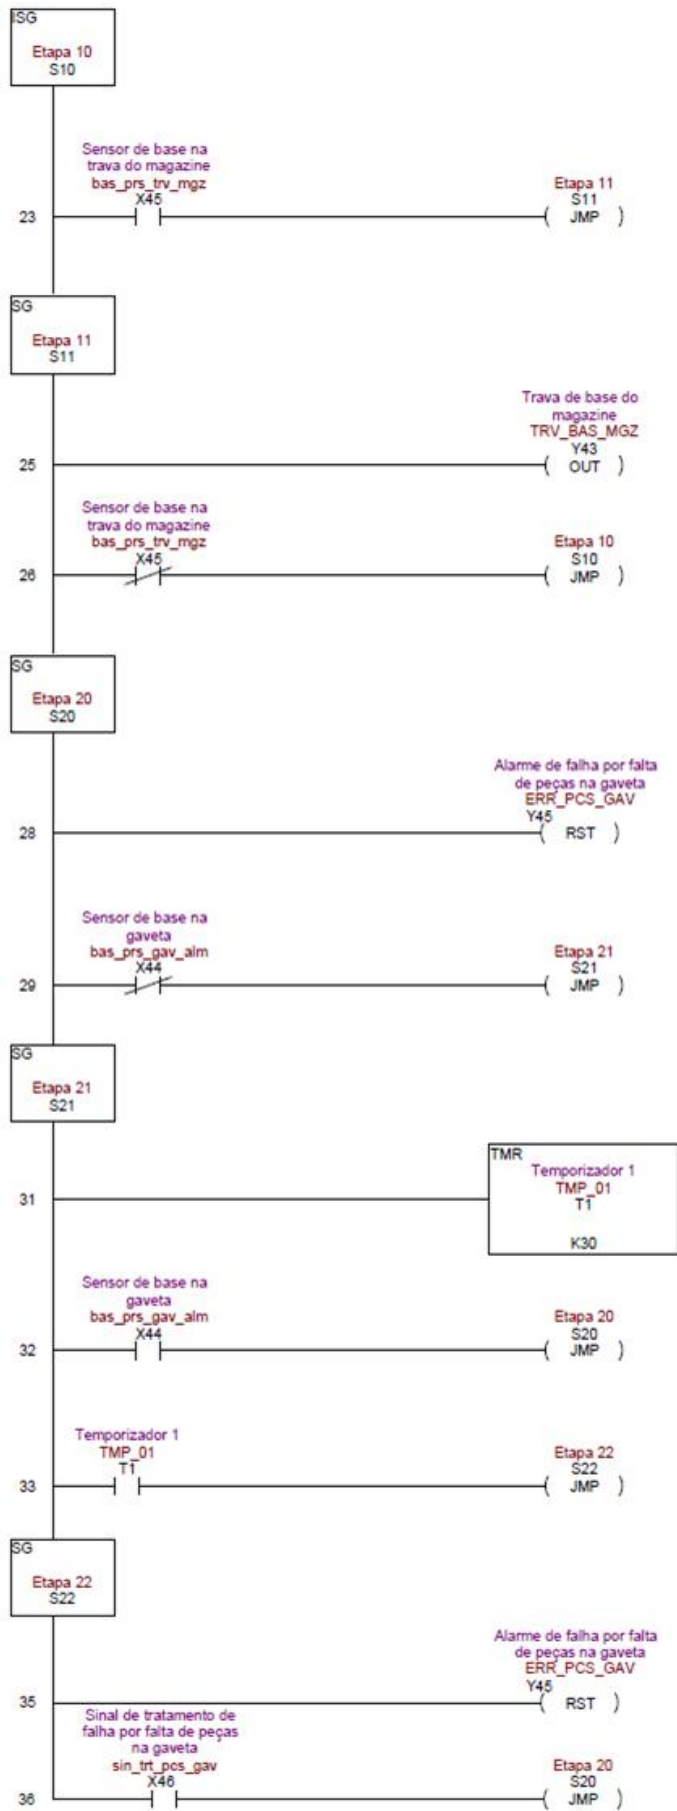 ISG
Etapa 10
S10
Sensor de base na
trava do magazine
bas_prs_trv_mgz
X45
Etapa 11
S11
23
JMP
SG
Etapa 11
S11
Trava de base do
magazine
TRV_BAS_MGZ
Y43
25
OUT
Sensor de base na
trava do magazine
bas_prs_trv_mgz
X45
Etapa 10
S10
26
JMP
SG
Etapa 20
S20
Alarme de falha por falta
de peças na gaveta
ERR_PCS_GAV
Y45
28
RST
Sensor de base na
gaveta
bas_prs_gav_alm
X44
Etapa 21
S21
29
JMP
SG
Etapa 21
S21
TMR
Temporizador 1
TMP_01
T1
31
K30
Sensor de base na
gaveta
bas_prs_gav_alm
X44
Etapa 20
S20
32
JMP
Temporizador 1
TMP_01
T1
Etapa 22
S22
33
JMP
SG
Etapa 22
S22
Alarme de falha por falta
de peças na gaveta
ERR_PCS_GAV
Y45
35
RST
Sinal de tratamento de
falha por falta de peças
na gaveta
sin_trt_pcs_gav
X46
Etapa 20
S20
36
JMP